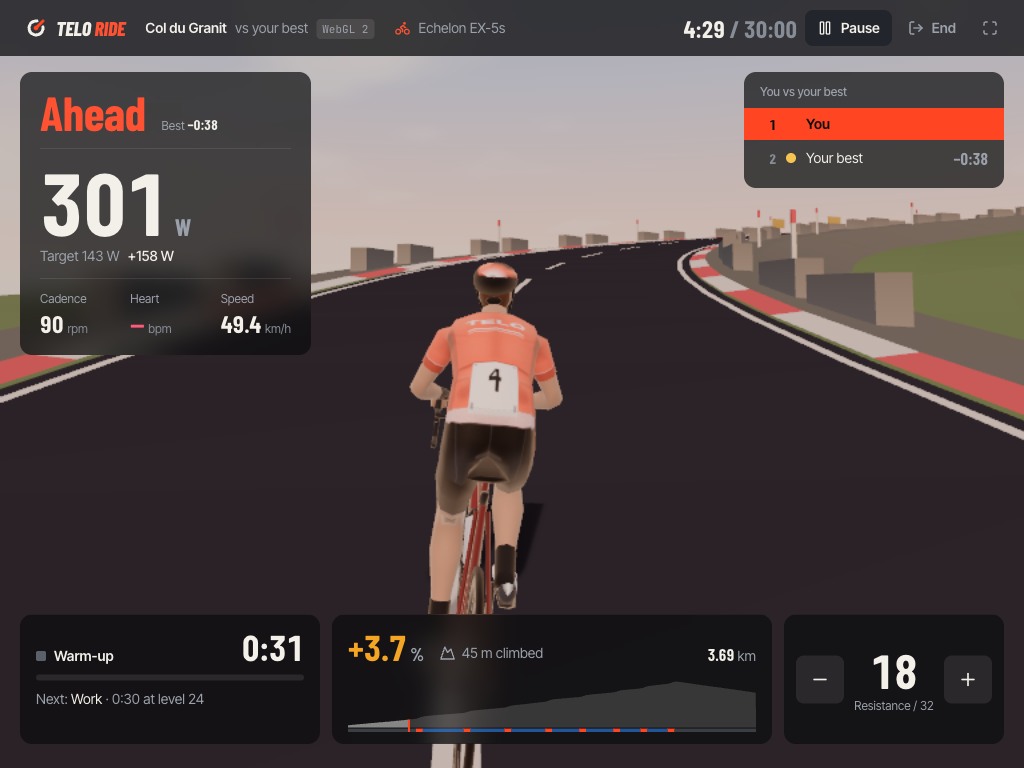 TELO RIDE Col du Granit vs your best WebGL 2 Echelon EX-5s 4:29 / 30:00 Pause End
Ahead Best −0:38
301 W
Target 143 W +158 W
Cadence Heart Speed
90 rpm — bpm 49.4 km/h
You vs your best
1 You
2 Your best −0:38
TELO
4
Warm-up 0:31
Next: Work · 0:30 at level 24
+3.7 % 45 m climbed 3.69 km
− 18 +
Resistance / 32